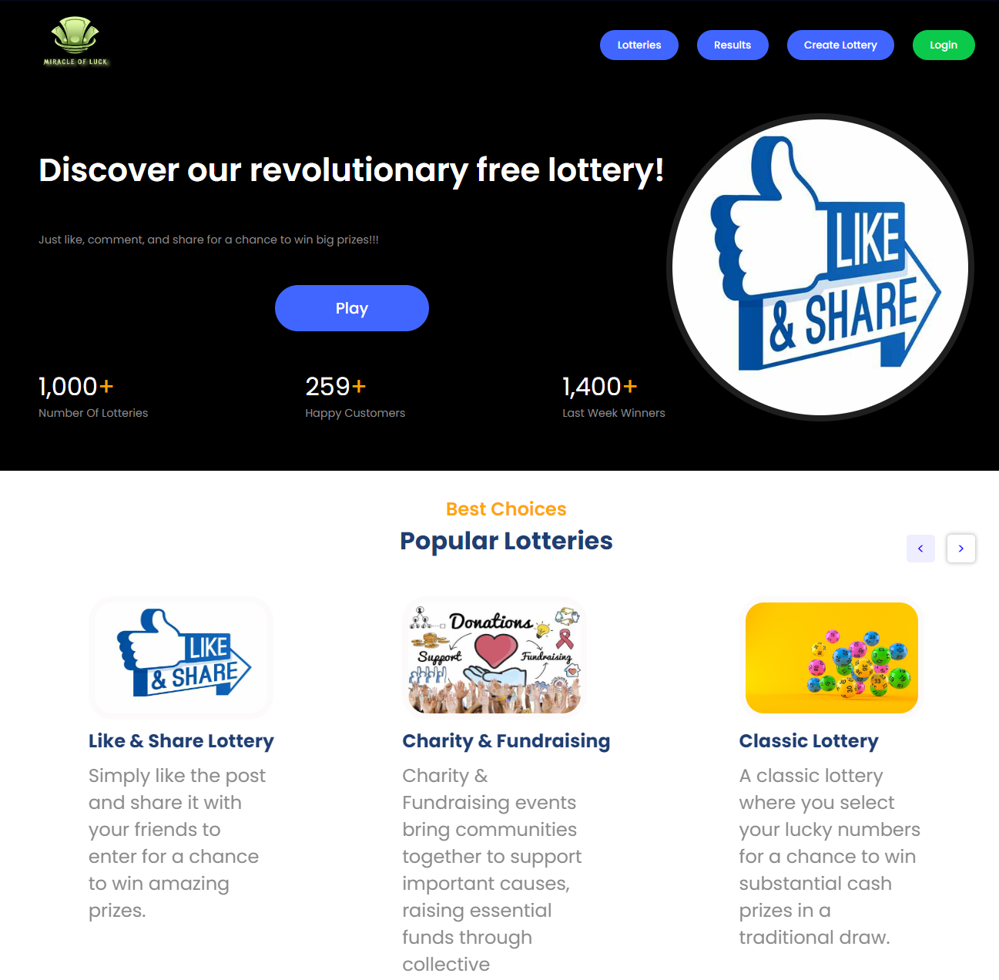 MIRACLE OF LUCK
Lotteries
Results
Create Lottery
Login
Discover our revolutionary free lottery!
Just like, comment, and share for a chance to win big prizes!!!
Play
LIKE
& SHARE
1,000+
Number Of Lotteries
259+
Happy Customers
1,400+
Last Week Winners
Best Choices
Popular Lotteries
<
>
LIKE
& SHARE
Like & Share Lottery
Simply like the post
and share it with
your friends to
enter for a chance
to win amazing
prizes.
Donations
Support
Fundraising
Charity & Fundraising
Charity &
Fundraising events
bring communities
together to support
important causes,
raising essential
funds through
collective
Classic Lottery
A classic lottery
where you select
your lucky numbers
for a chance to win
substantial cash
prizes in a
traditional draw.